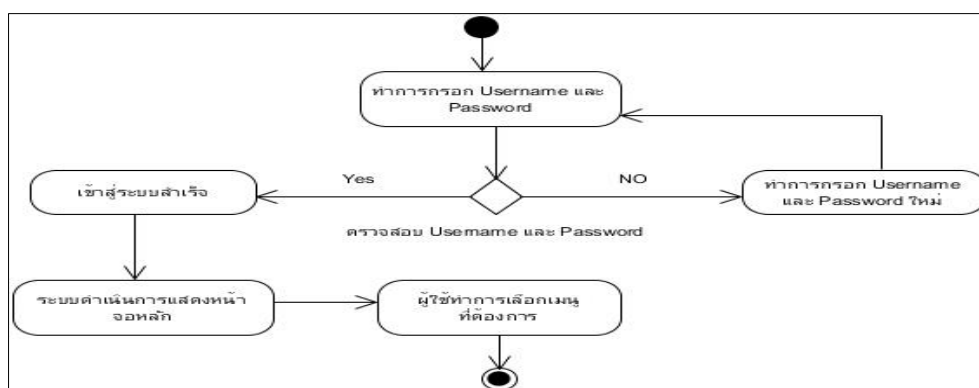 ทำการกรอก Username และ
Password
Yes
NO
เข้าสู่ระบบสำเร็จ
ทำการกรอก Username
และ Password ใหม่
ตรวจสอบ Username และ Password
ระบบดำเนินการแสดงหน้า
จอหลัก
ผู้ใช้ทำการเลือกเมนู
ที่ต้องการ